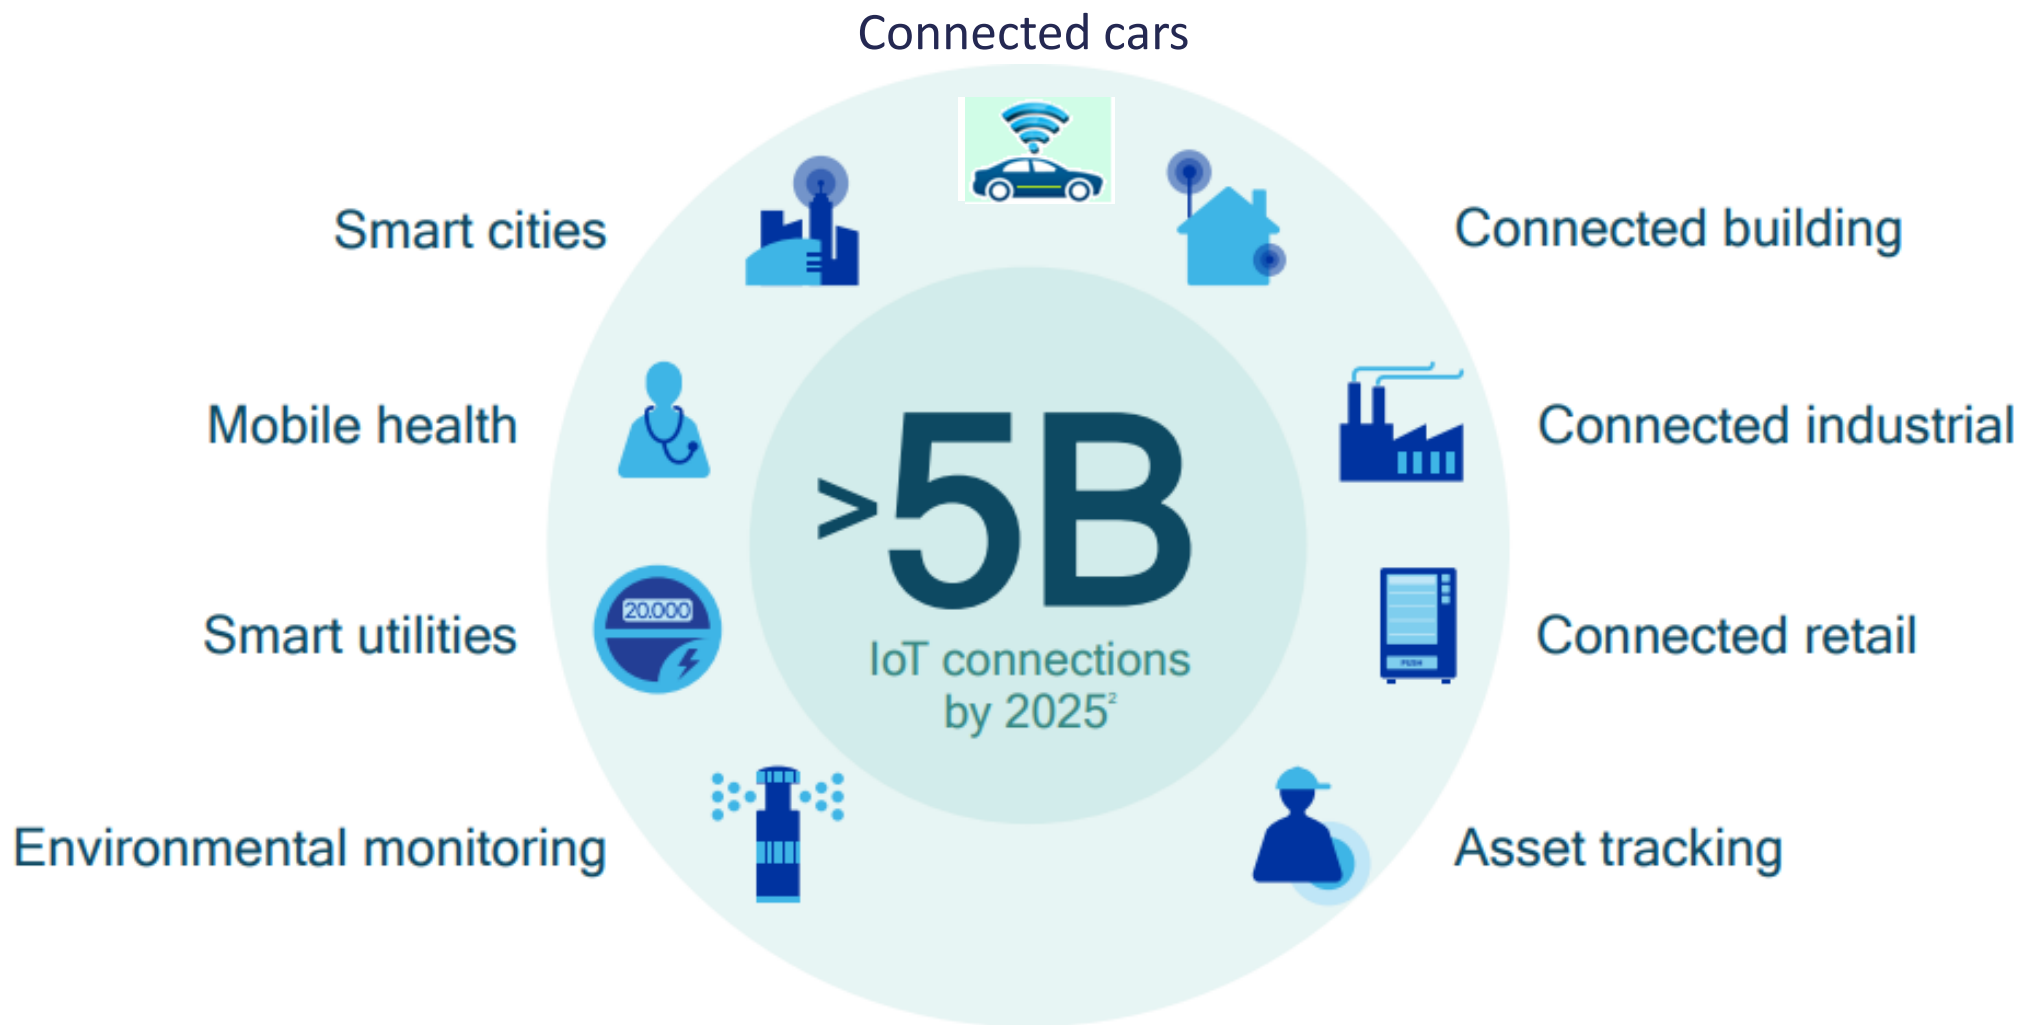 Connected cars
Smart cities
Connected building
Mobile health
Connected industrial
>5B
20.000
Smart utilities
Connected retail
PUSH
IoT connections
by 2025²
Environmental monitoring
Asset tracking